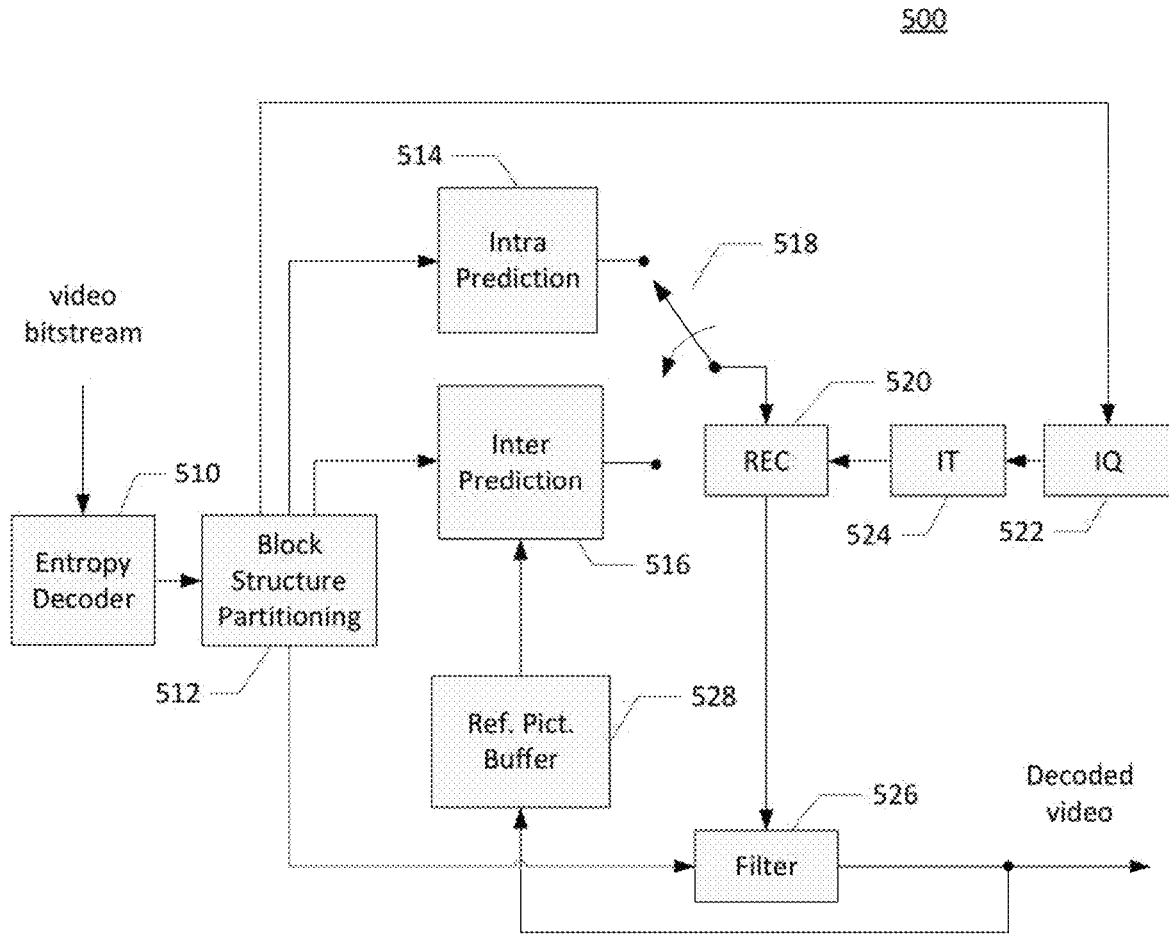 500
514
Intra
Prediction
518
video
bitstream
520
Inter
Prediction
REC
IT
IQ
510
524
522
516
Entropy
Decoder
Block
Structure
Partitioning
512
528
Ref. Pict.
Buffer
526
Decoded
video
Filter